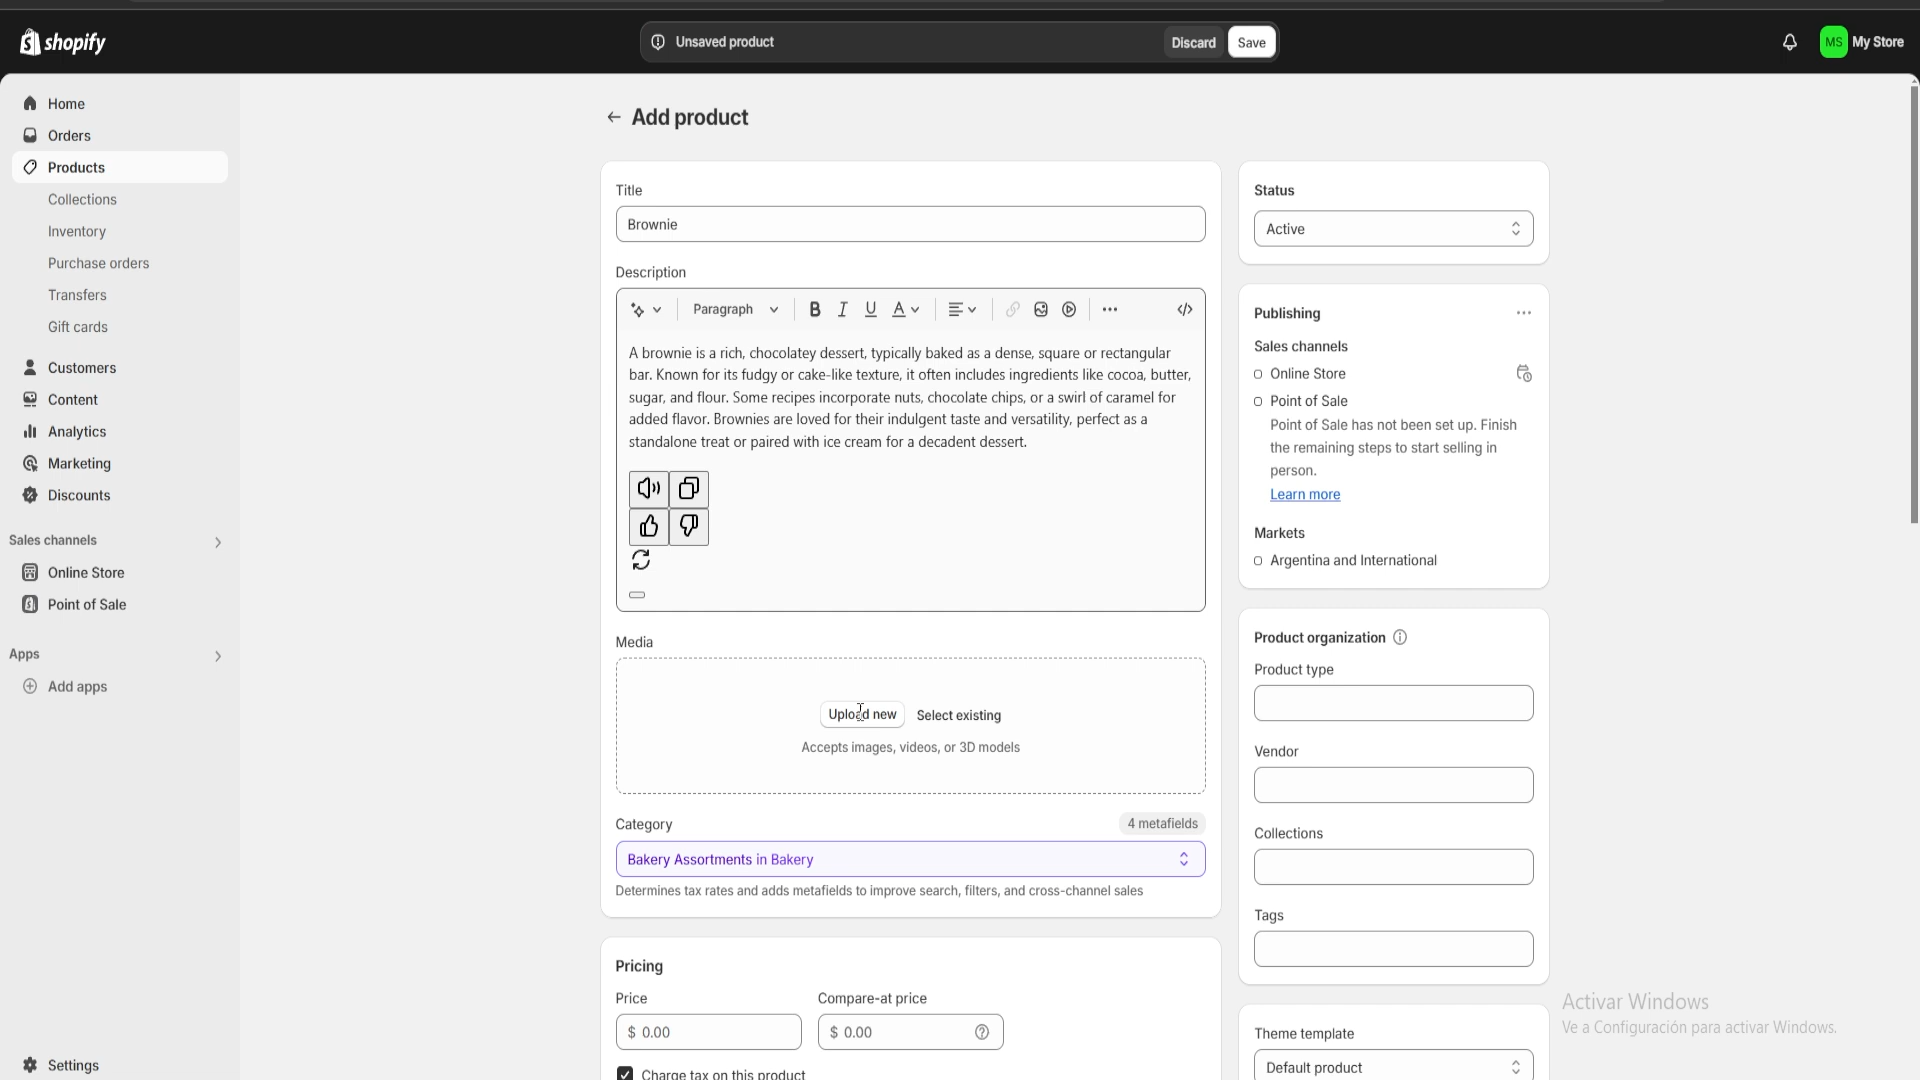 shopify
Unsaved product
Discard
Save
MS
My Store
Home
Orders
Products
Collections
Inventory
Purchase orders
Transfers
Gift cards
Customers
Content
Analytics
Marketing
Discounts
Sales channels
Online Store
Point of Sale
Apps
Add apps
Settings
Add product
Title
Brownie
Description
Paragraph
B I U A
A brownie is a rich, chocolatey dessert, typically baked as a dense, square or rectangular
bar. Known for its fudgy or cake-like texture, it often includes ingredients like cocoa, butter,
sugar, and flour. Some recipes incorporate nuts, chocolate chips, or a swirl of caramel for
added flavor. Brownies are loved for their indulgent taste and versatility, perfect as a
standalone treat or paired with ice cream for a decadent dessert.
Media
Upload new
Select existing
Accepts images, videos, or 3D models
Category
4 metafields
Bakery Assortments in Bakery
Determines tax rates and adds metafields to improve search, filters, and cross-channel sales
Pricing
Price
Compare-at price
$ 0.00
$ 0.00
Charge tax on this product
Status
Active
Publishing
Sales channels
Online Store
Point of Sale
Point of Sale has not been set up. Finish
the remaining steps to start selling in
person.
Learn more
Markets
Argentina and International
Product organization
Product type
Vendor
Collections
Tags
Theme template
Default product
Activar Windows
Ve a Configuración para activar Windows.